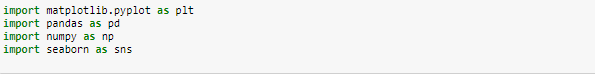 import matplotlib.pyplot as plt
import pandas as pd
import numpy as np
import seaborn as sns